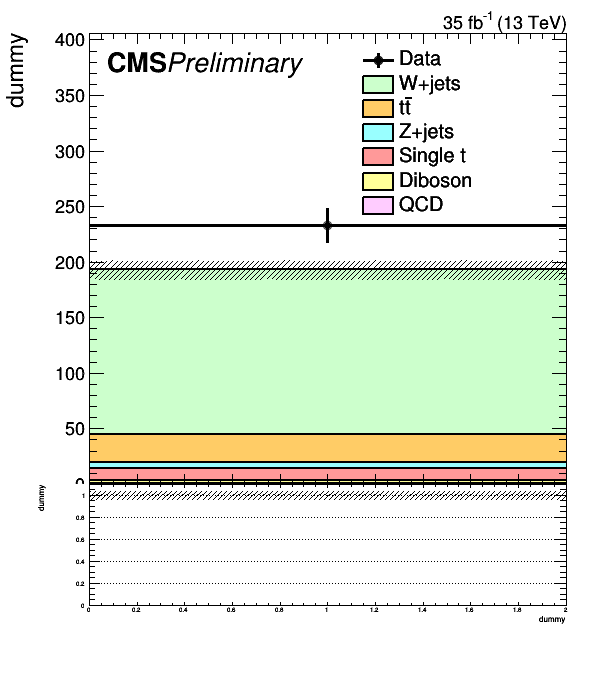 35 fb-1 (13 TeV)
dummy
CMSPreliminary
Data
W+jets
tt̄
Z+jets
Single t
Diboson
QCD
400
350
300
250
200
150
100
50
0
dummy
1
0.8
0.6
0.4
0.2
0
0 0.2 0.4 0.6 0.8 1 1.2 1.4 1.6 1.8 2
dummy